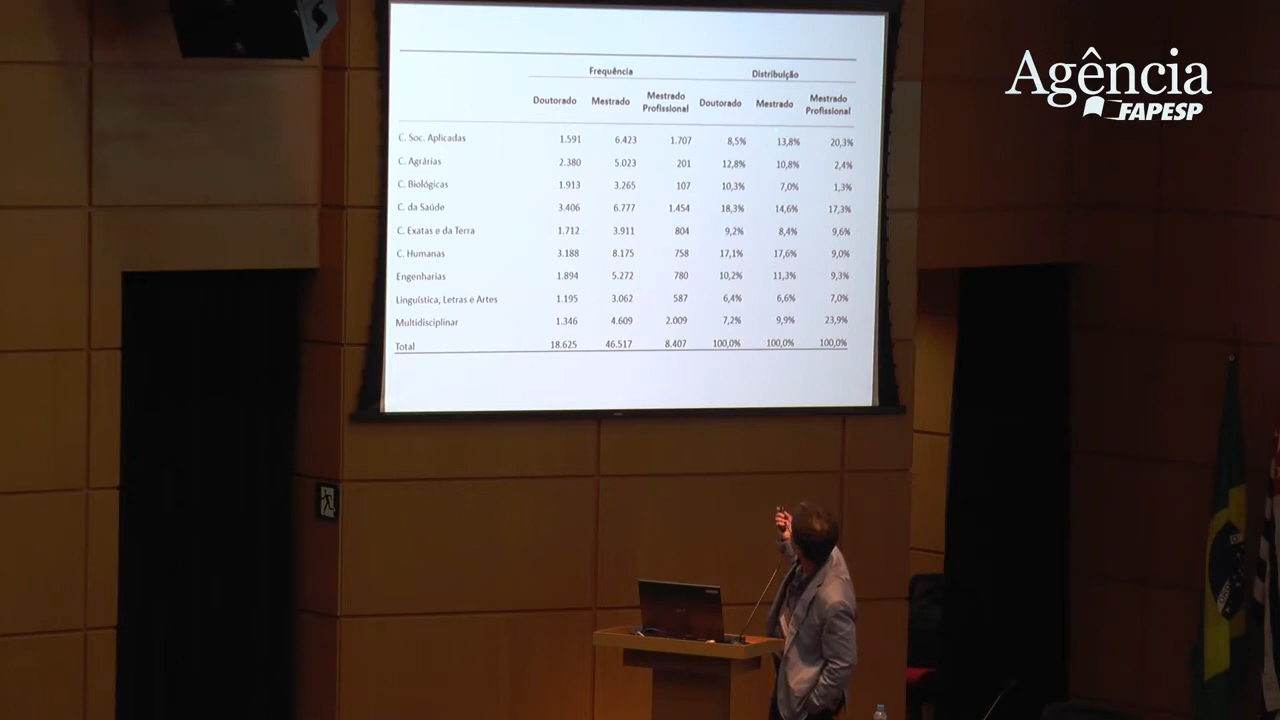 Agência
FAPESP
Frequência Distribuição
Doutorado Mestrado Mestrado Profissional Doutorado Mestrado Mestrado Profissional
C. Soc. Aplicadas 1.591 6.423 1.707 8,5% 13,8% 20,3%
C. Agrárias 2.380 5.023 201 12,8% 10,8% 2,4%
C. Biológicas 1.913 3.265 107 10,3% 7,0% 1,3%
C. da Saúde 3.406 6.777 1.454 18,3% 14,6% 17,3%
C. Exatas e da Terra 1.712 3.911 804 9,2% 8,4% 9,6%
C. Humanas 3.188 8.175 758 17,1% 17,6% 9,0%
Engenharias 1.894 5.272 780 10,2% 11,3% 9,3%
Linguística, Letras e Artes 1.195 3.062 587 6,4% 6,6% 7,0%
Multidisciplinar 1.346 4.609 2.009 7,2% 9,9% 23,9%
Total 18.625 46.517 8.407 100,0% 100,0% 100,0%